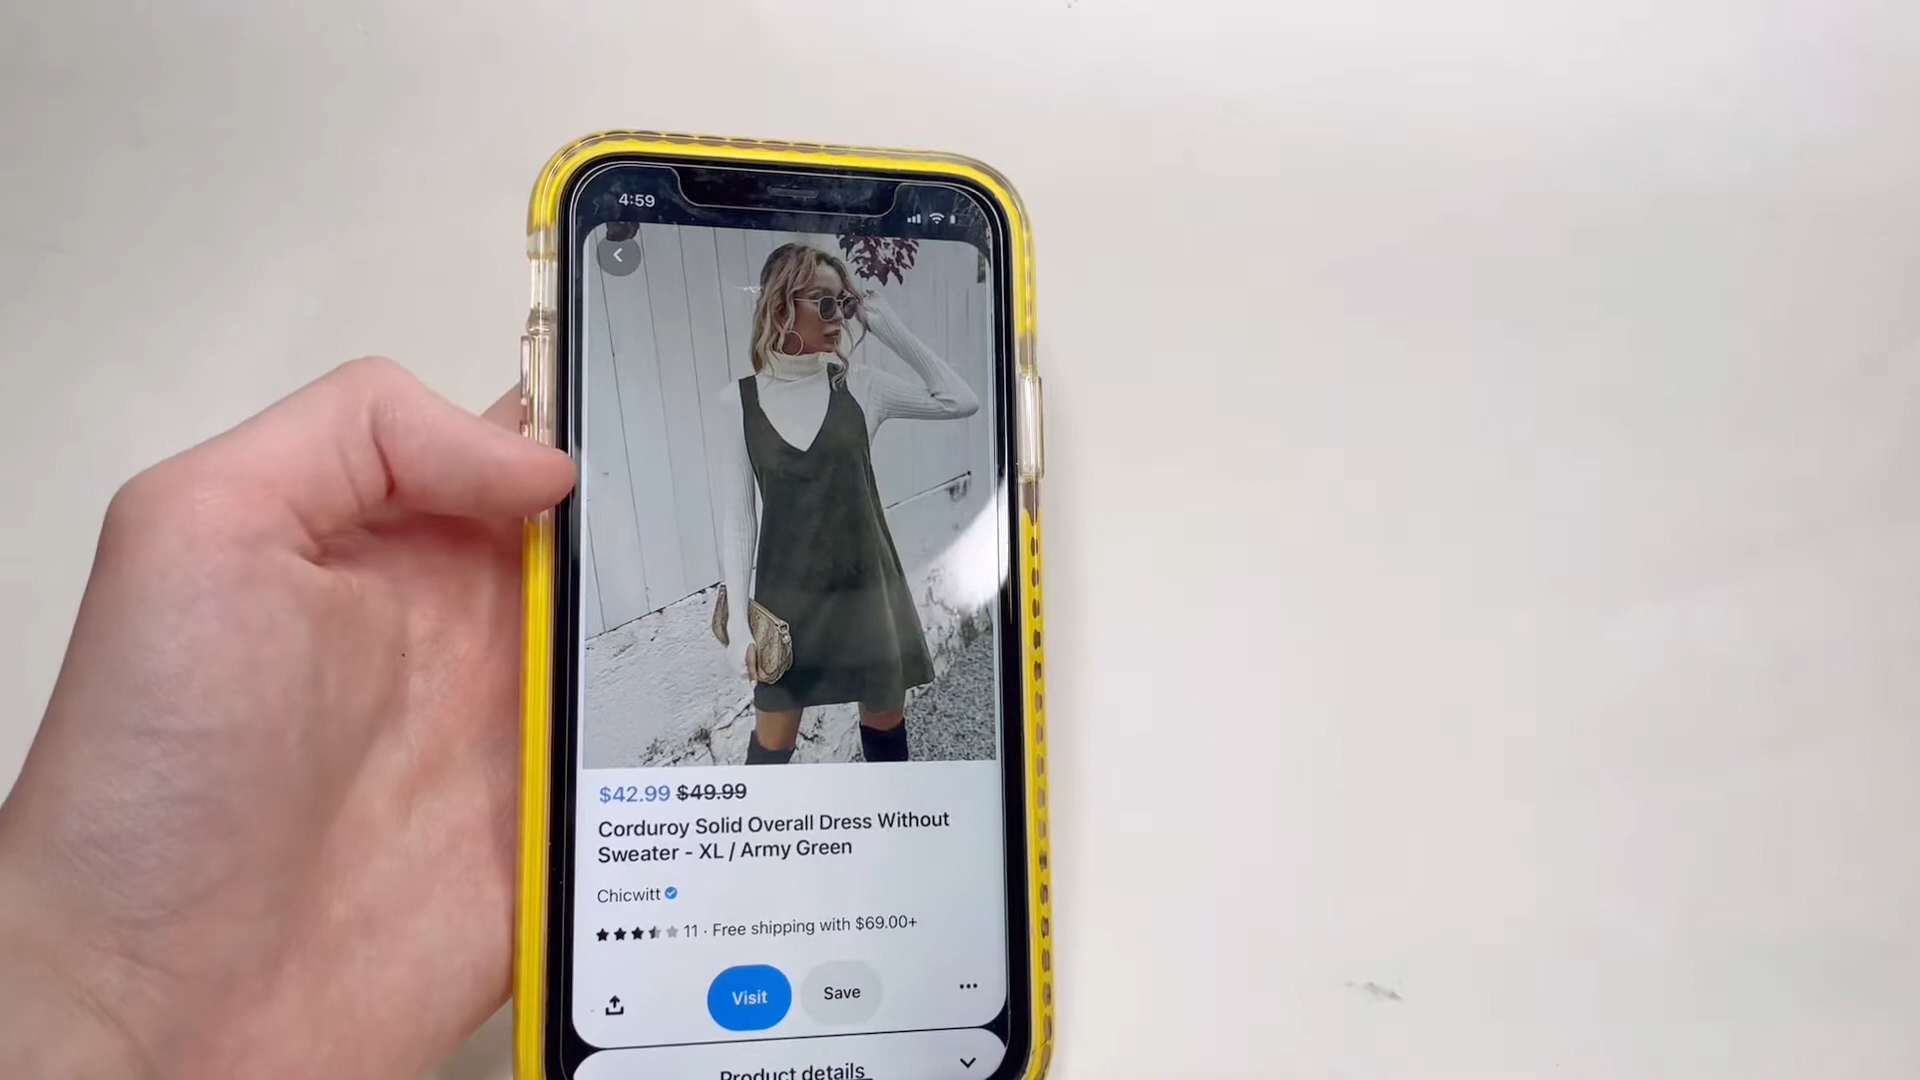 4:59
$42.99 $49.99
Corduroy Solid Overall Dress Without
Sweater - XL / Army Green
Chicwitt
11 · Free shipping with $69.00+
Visit
Save
Product details